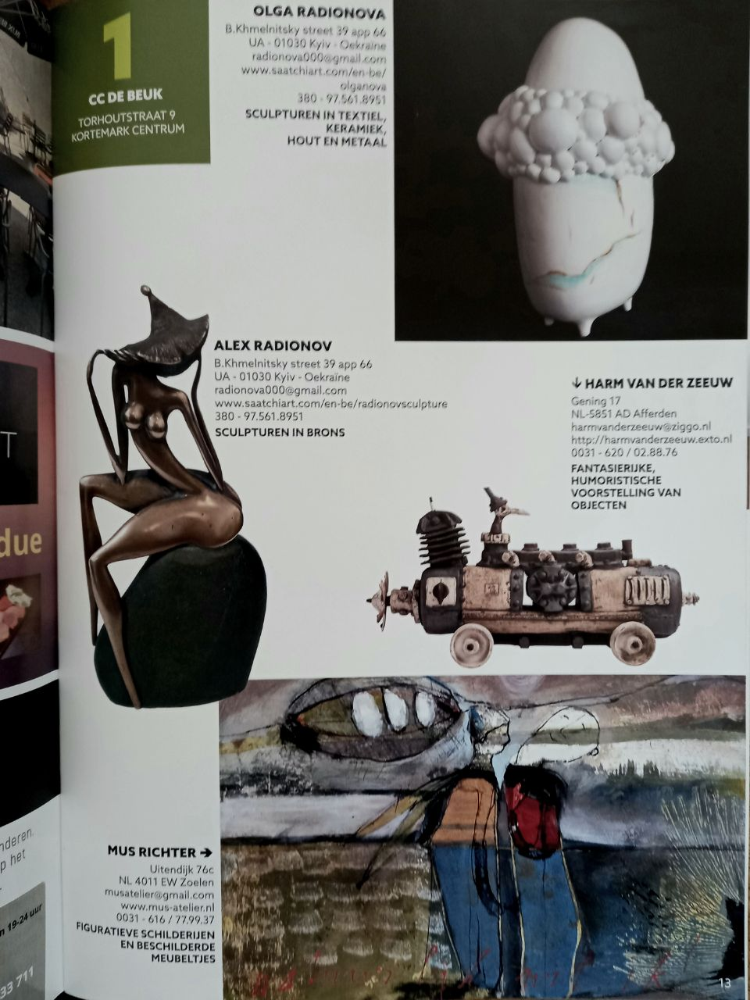 1
CC DE BEUK
TORHOUTSTRAAT 9
KORTEMARK CENTRUM
OLGA RADIONOVA
B.Khmelnitsky street 39 app 66
UA - 01030 Kyiv - Oekraïne
radionova000@gmail.com
www.saatchiart.com/en-be/
olganova
380 - 97.561.8951
SCULPTUREN IN TEXTIEL,
KERAMIEK,
HOUT EN METAAL
ALEX RADIONOV
B.Khmelnitsky street 39 app 66
UA - 01030 Kyiv - Oekraïne
radionova000@gmail.com
www.saatchiart.com/en-be/radionovsculpture
380 - 97.561.8951
SCULPTUREN IN BRONS
↓ HARM VAN DER ZEEUW
Gening 17
NL-5851 AD Afferden
harmvanderzeeuw@ziggo.nl
http://harmvanderzeeuw.exto.nl
0031 - 620 / 02.88.76
FANTASIERIJKE,
HUMORISTISCHE
VOORSTELLING VAN
OBJECTEN
MUS RICHTER →
Uitendijk 76c
NL 4011 EW Zoelen
musatelier@gmail.com
www.mus-atelier.nl
0031 - 616 / 77.99.37
FIGURATIEVE SCHILDERIJEN
EN BESCHILDERDE
MEUBELTJES
13
T
due
nderen.
p het
n 19-24 uur
33 711